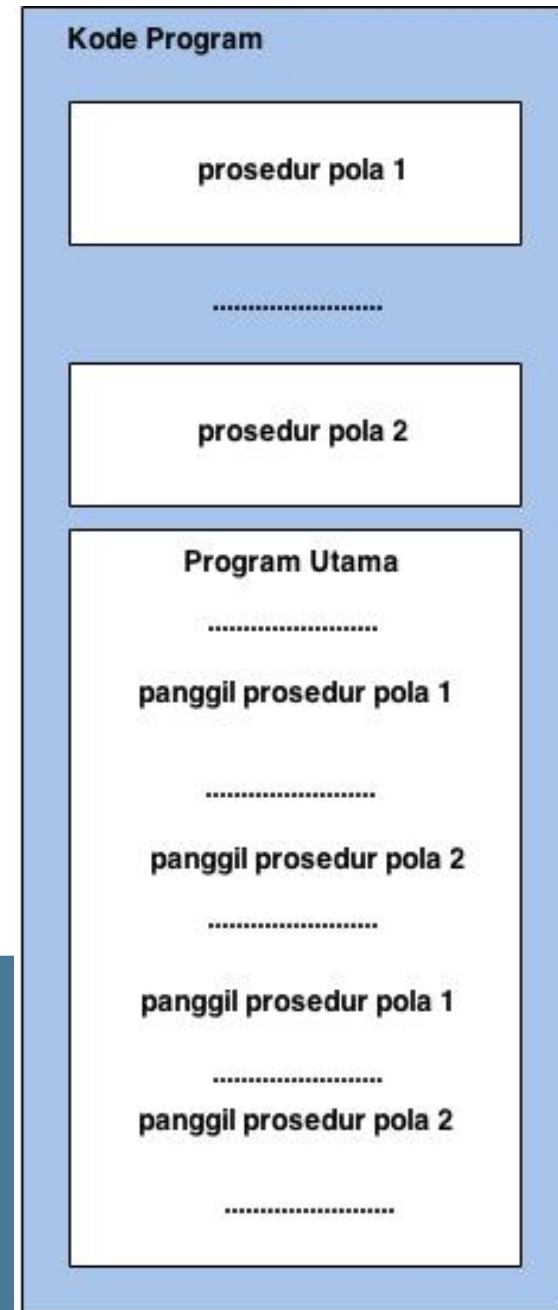 Kode Program
prosedur pola 1
........................
prosedur pola 2
Program Utama
........................
panggil prosedur pola 1
........................
panggil prosedur pola 2
........................
panggil prosedur pola 1
........................
panggil prosedur pola 2
........................